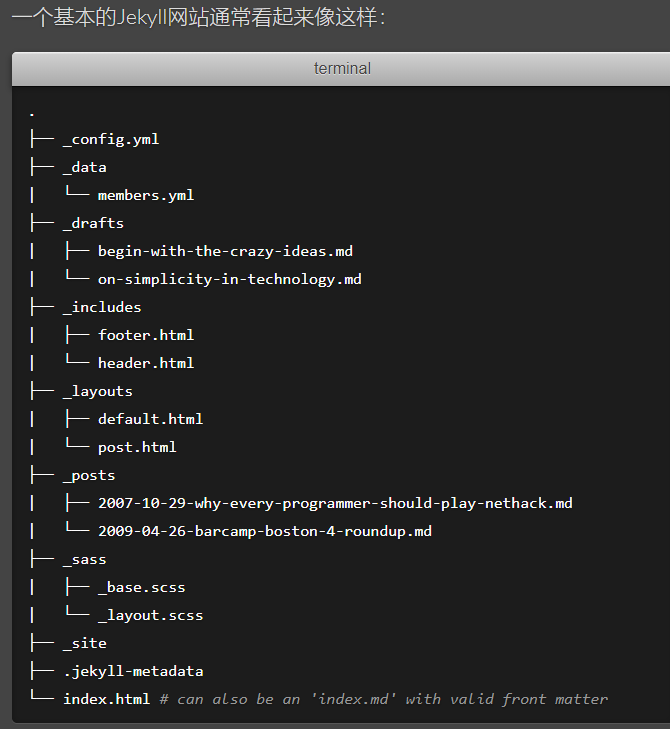 一个基本的Jekyll网站通常看起来像这样：
terminal
.
├── _config.yml
├── _data
|   └── members.yml
├── _drafts
|   ├── begin-with-the-crazy-ideas.md
|   └── on-simplicity-in-technology.md
├── _includes
|   ├── footer.html
|   └── header.html
├── _layouts
|   ├── default.html
|   └── post.html
├── _posts
|   ├── 2007-10-29-why-every-programmer-should-play-nethack.md
|   └── 2009-04-26-barcamp-boston-4-roundup.md
├── _sass
|   ├── _base.scss
|   └── _layout.scss
├── _site
├── .jekyll-metadata
└── index.html # can also be an 'index.md' with valid front matter